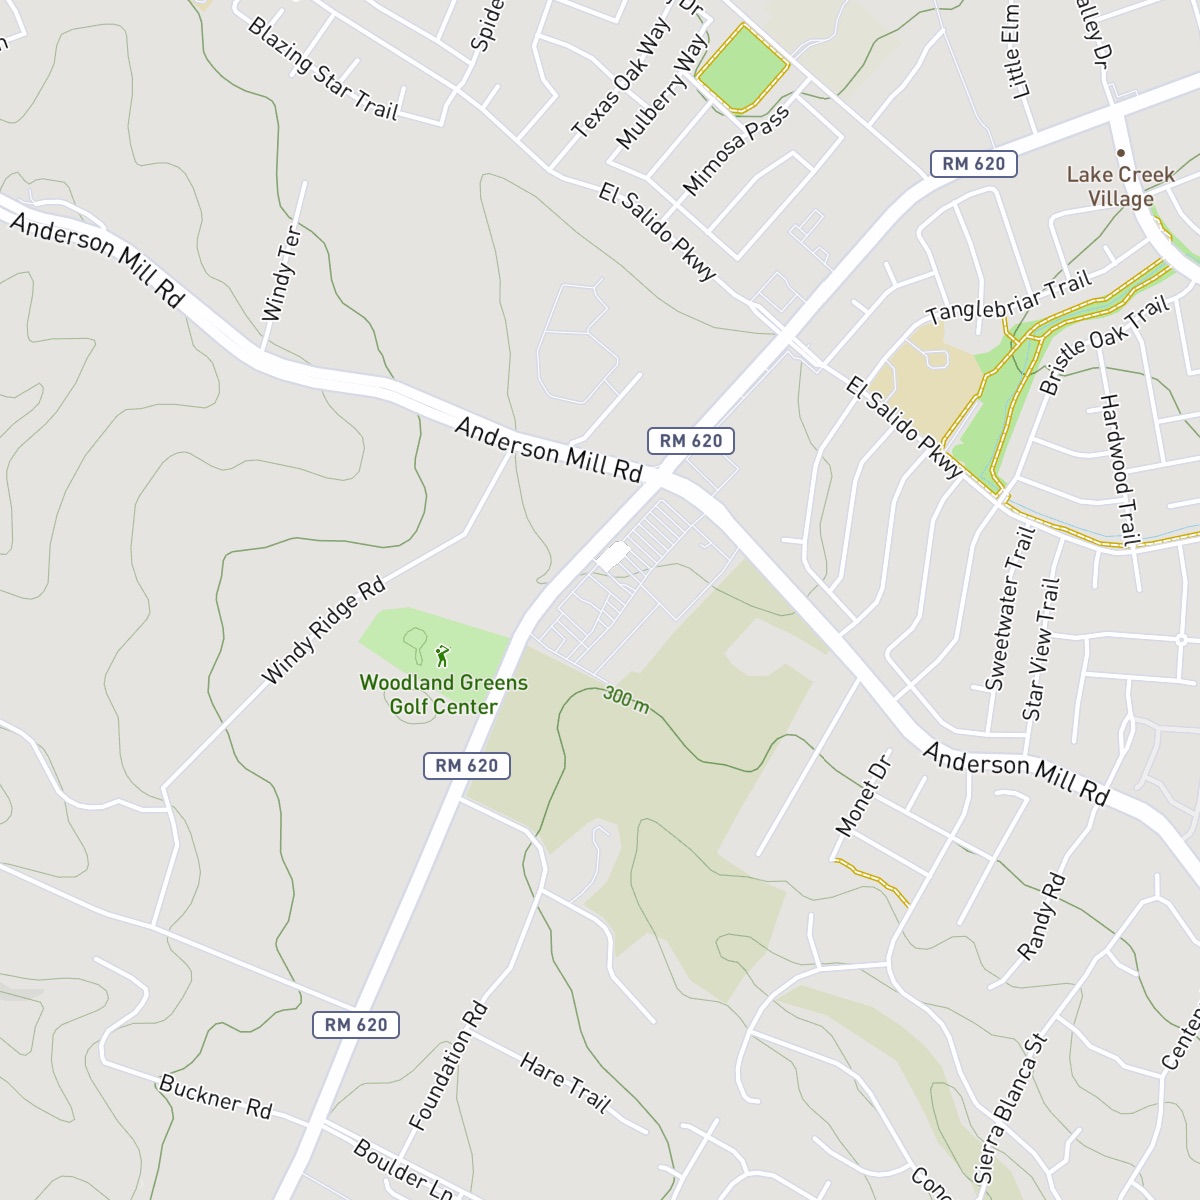 Blazing Star Trail
Texas Oak Way
Mulberry Way
Mimosa Pass
Little Elm
RM 620
Lake Creek
Village
El Salido Pkwy
Anderson Mill Rd
Windy Ter
Tanglebriar Trail
Bristle Oak Trail
El Salido Pkwy
Hardwood Trail
Anderson Mill Rd
RM 620
Windy Ridge Rd
Sweetwater Trail
Star View Trail
Woodland Greens
Golf Center
300 m
RM 620
Monet Dr
Anderson Mill Rd
Randy Rd
RM 620
Foundation Rd
Hare Trail
Sierra Blanca St
Buckner Rd
Boulder Ln